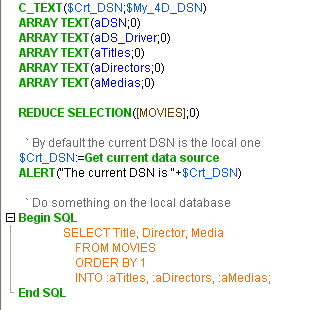 C_TEXT($Crt_DSN;$My_4D_DSN)
ARRAY TEXT(aDSN;0)
ARRAY TEXT(aDS_Driver;0)
ARRAY TEXT(aTitles;0)
ARRAY TEXT(aDirectors;0)
ARRAY TEXT(aMedias;0)
REDUCE SELECTION([MOVIES];0)
` By default the current DSN is the local one
$Crt_DSN:=Get current data source
ALERT("The current DSN is "+$Crt_DSN)
` Do something on the local database
Begin SQL
SELECT Title, Director, Media
FROM MOVIES
ORDER BY 1
INTO :aTitles, :aDirectors, :aMedias;
End SQL